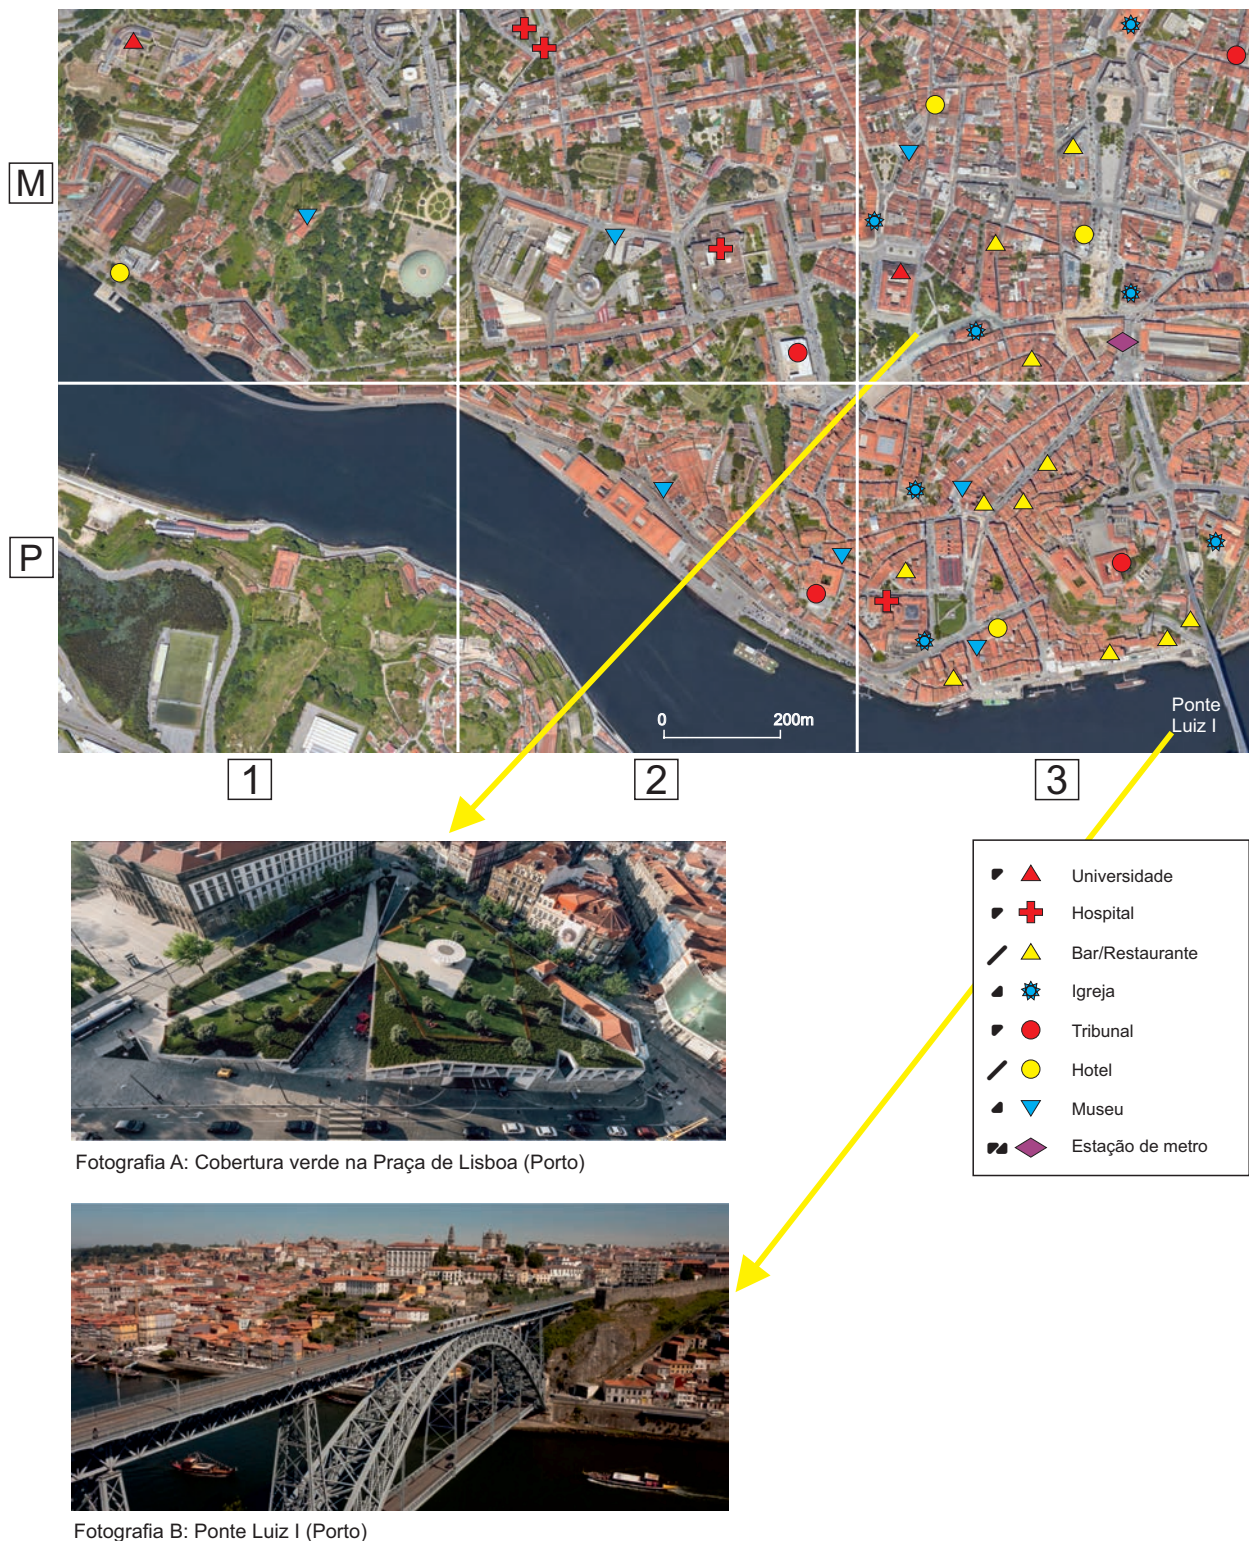 M
P
0 200m
Ponte
Luiz I
1 2 3
Universidade
Hospital
Bar/Restaurante
Igreja
Tribunal
Hotel
Museu
Estação de metro
Fotografia A: Cobertura verde na Praça de Lisboa (Porto)
Fotografia B: Ponte Luiz I (Porto)